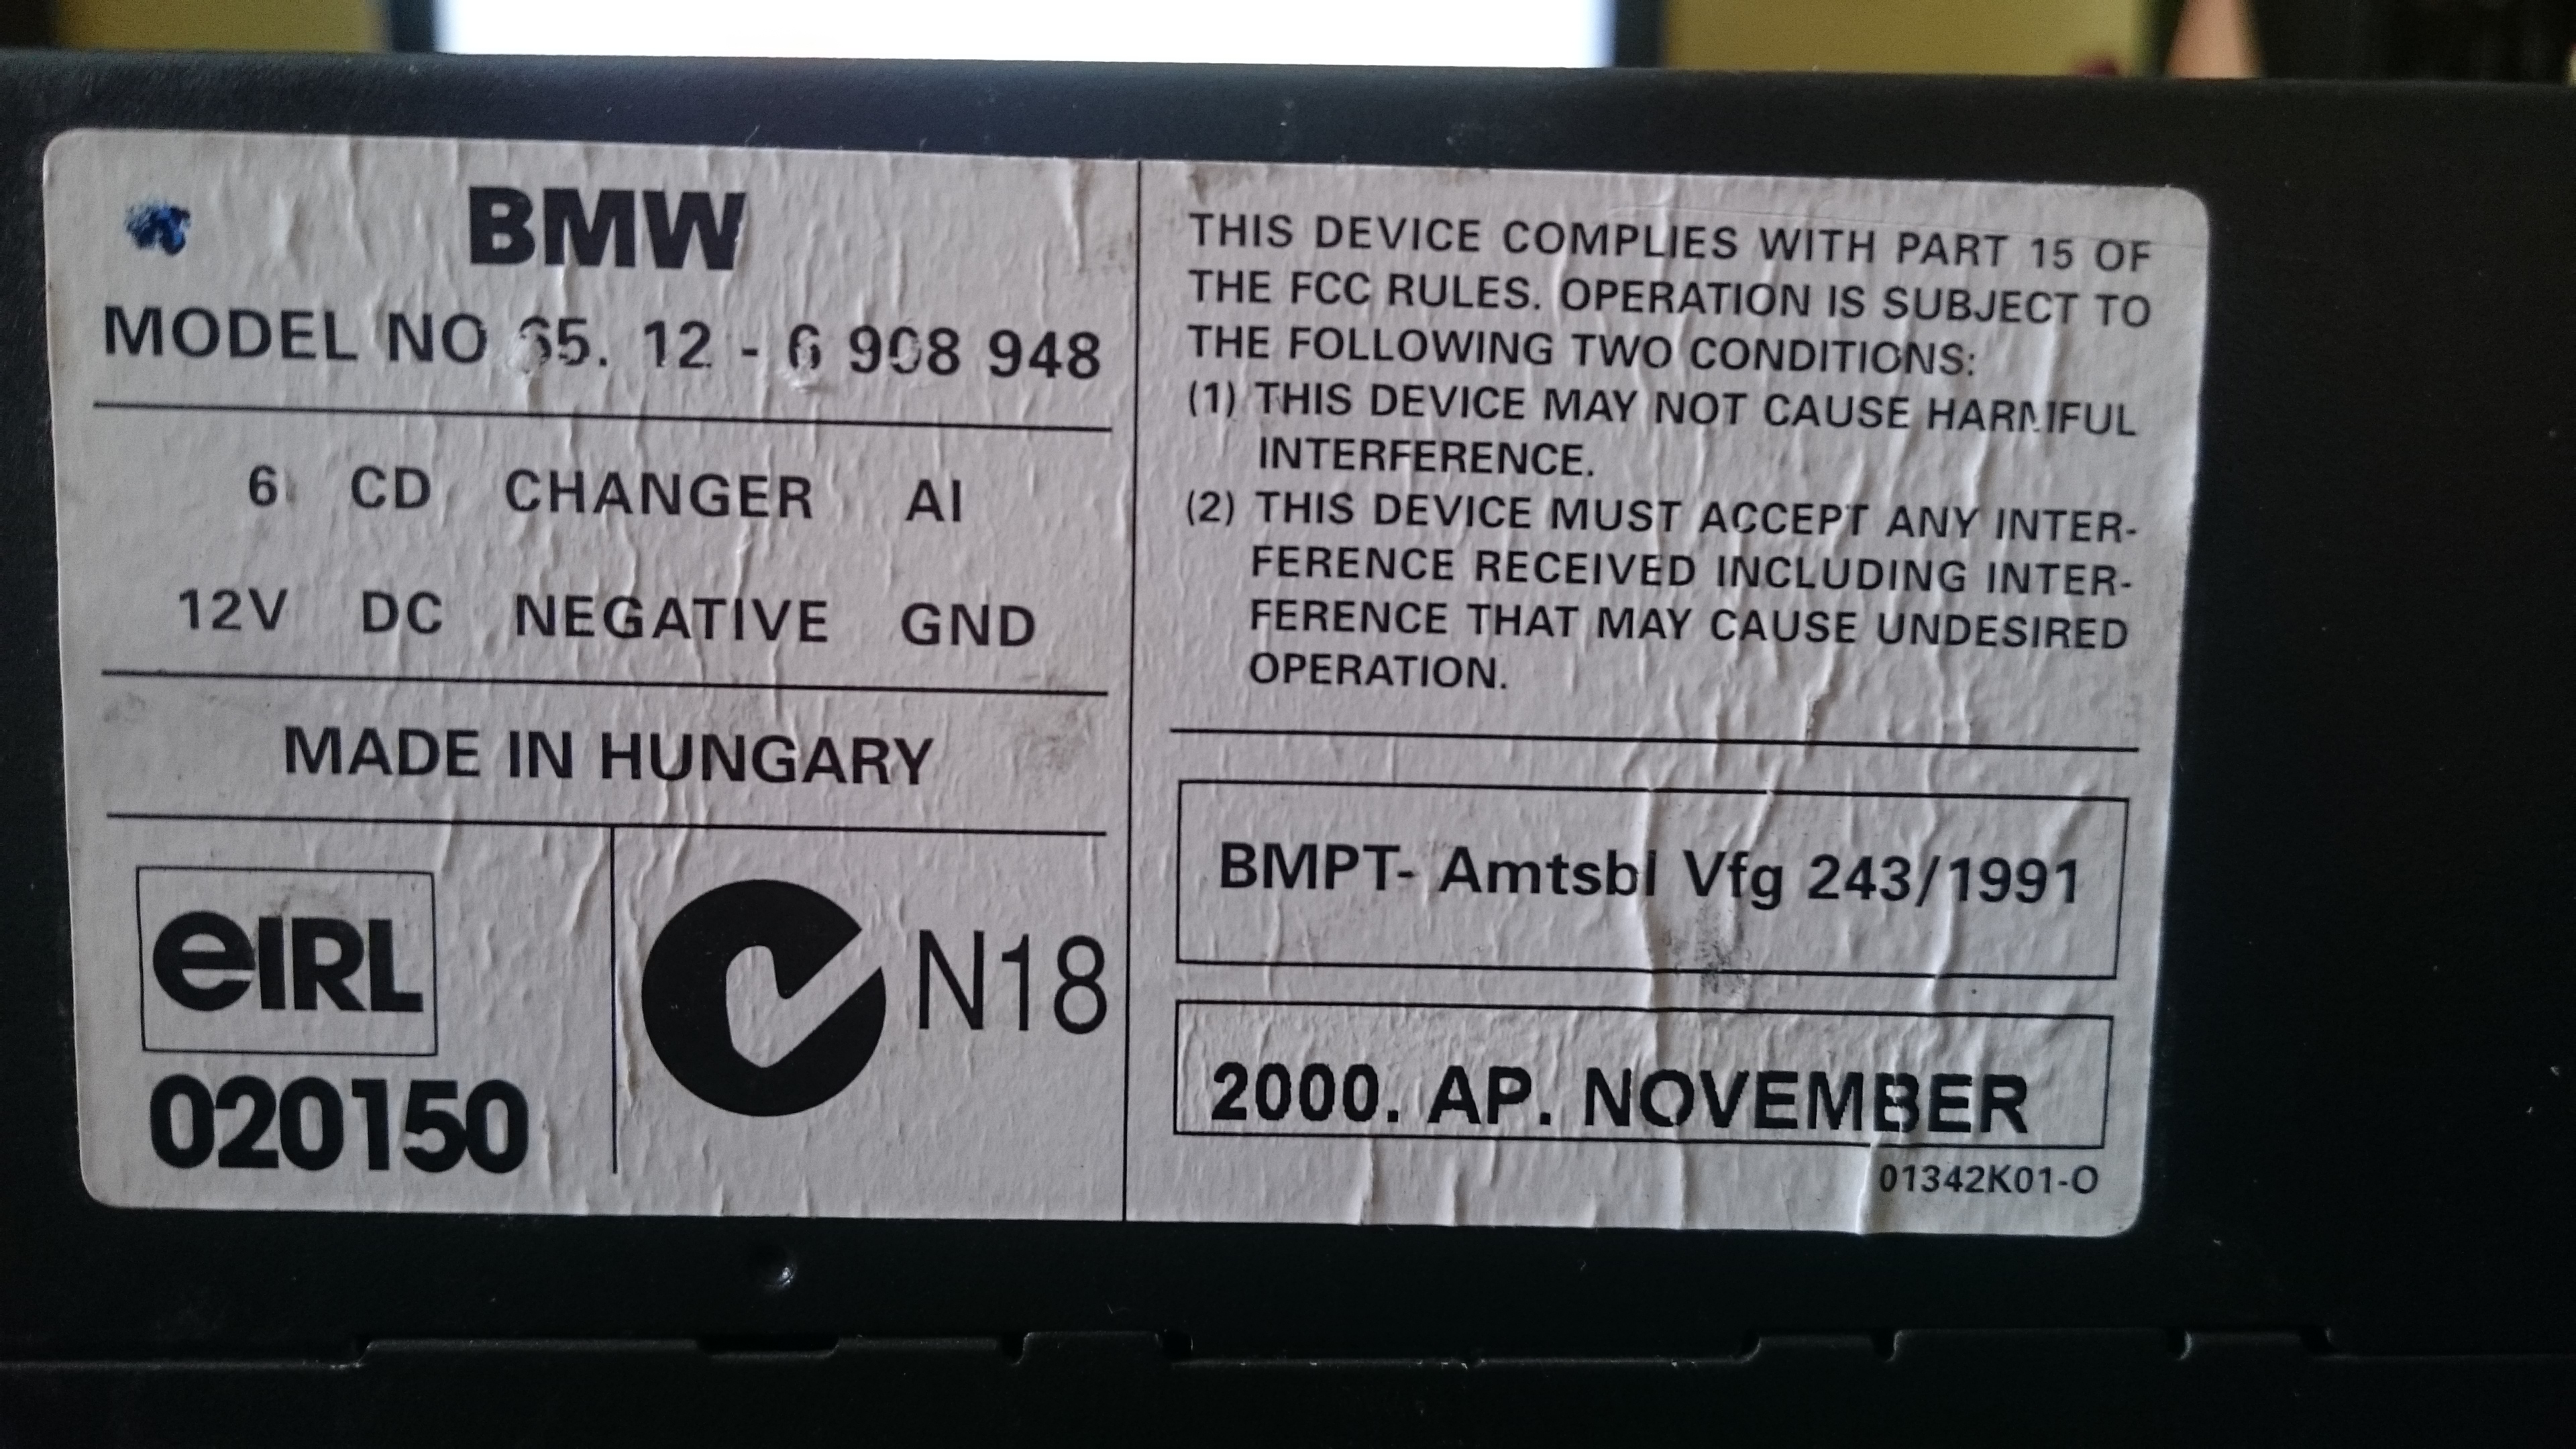 BMW
MODEL NO 65. 12 - 6 908 948
6 CD CHANGER AI
12V DC NEGATIVE GND
MADE IN HUNGARY
eIRL
020150
N18
THIS DEVICE COMPLIES WITH PART 15 OF
THE FCC RULES. OPERATION IS SUBJECT TO
THE FOLLOWING TWO CONDITIONS:
(1) THIS DEVICE MAY NOT CAUSE HARMFUL
INTERFERENCE.
(2) THIS DEVICE MUST ACCEPT ANY INTER-
FERENCE RECEIVED INCLUDING INTER-
FERENCE THAT MAY CAUSE UNDESIRED
OPERATION.
BMPT- Amtsbl Vfg 243/1991
2000. AP. NOVEMBER
01342K01-O